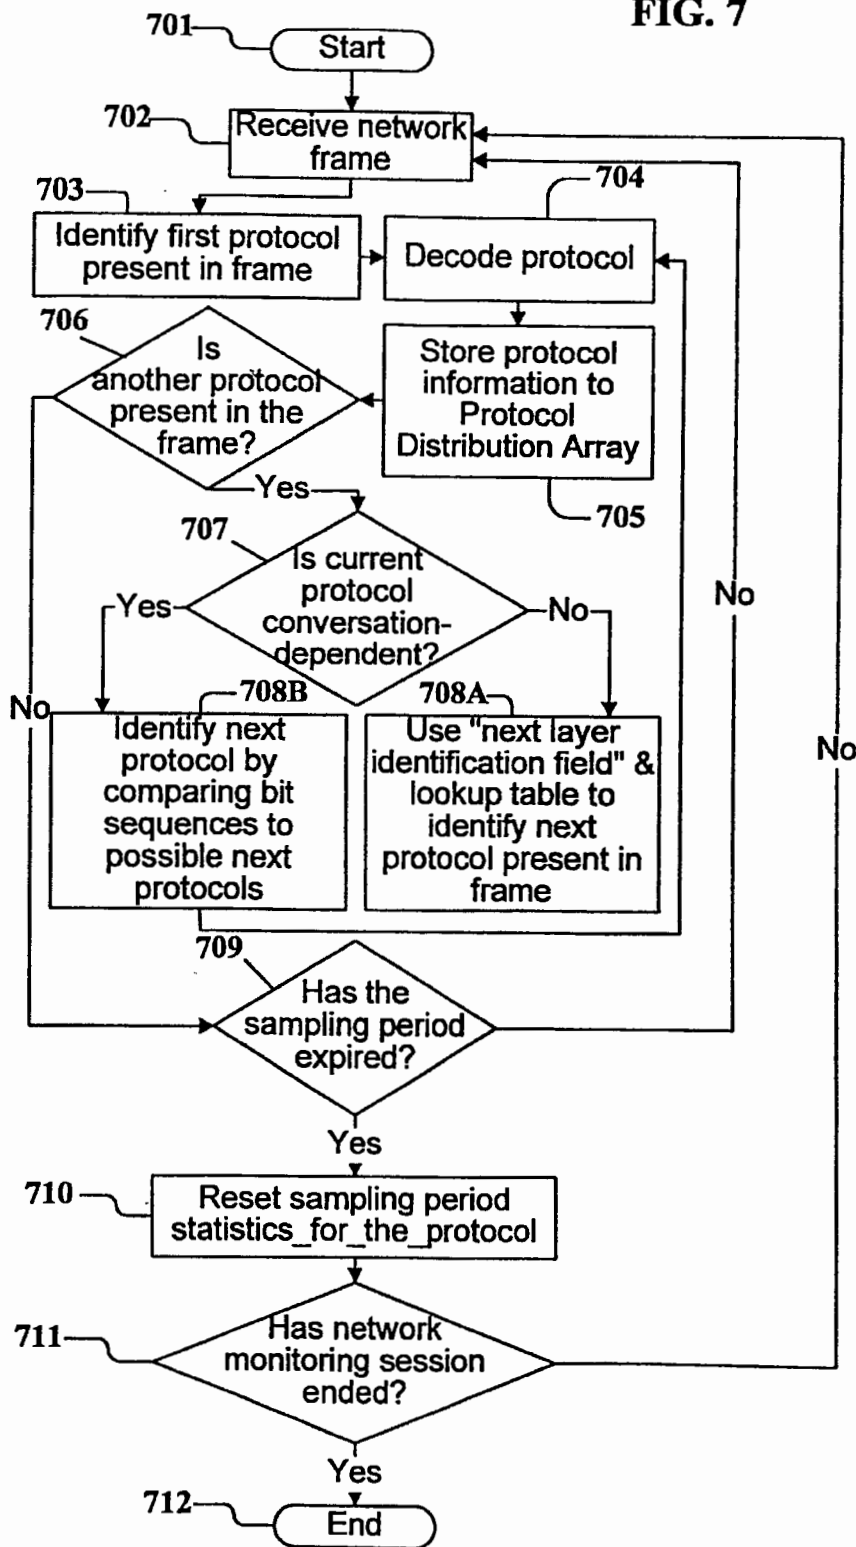 FIG. 7
701
Start
702
Receive network
frame
703
Identify first protocol
present in frame
704
Decode protocol
706
Is
another protocol
present in the
frame?
Store protocol
information to
Protocol
Distribution Array
705
Yes
707
Is current
protocol
conversation-
dependent?
Yes
No
No
No
708B
708A
Identify next
protocol by
comparing bit
sequences to
possible next
protocols
Use "next layer
identification field" &
lookup table to
identify next
protocol present in
frame
No
709
Has the
sampling period
expired?
Yes
710
Reset sampling period
statistics_for_the_protocol
711
Has network
monitoring session
ended?
Yes
712
End